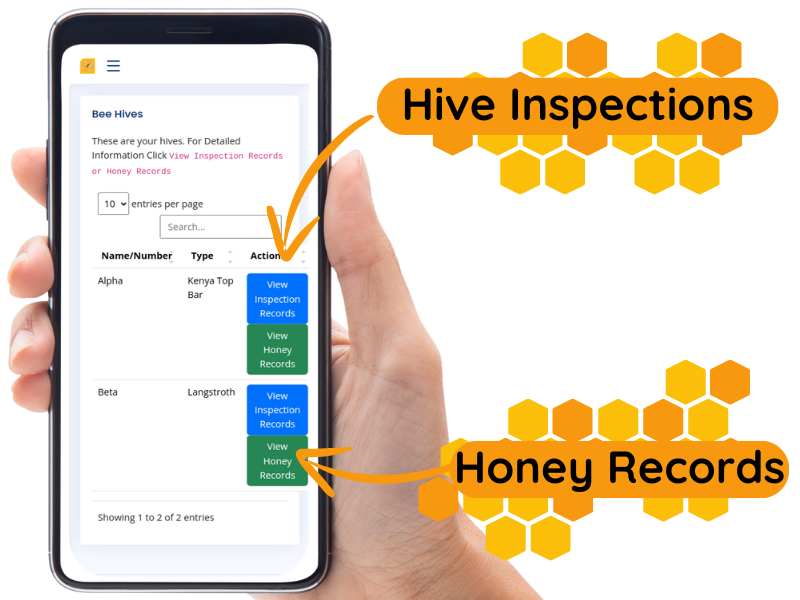 Bee Hives
These are your hives. For Detailed
Information Click View Inspection Records
or Honey Records
10 entries per page
Search...
Name/Number Type Action
Alpha Kenya Top
Bar
View
Inspection
Records
View
Honey
Records
Beta Langstroth
View
Inspection
Records
View
Honey
Records
Showing 1 to 2 of 2 entries
Hive Inspections
Honey Records